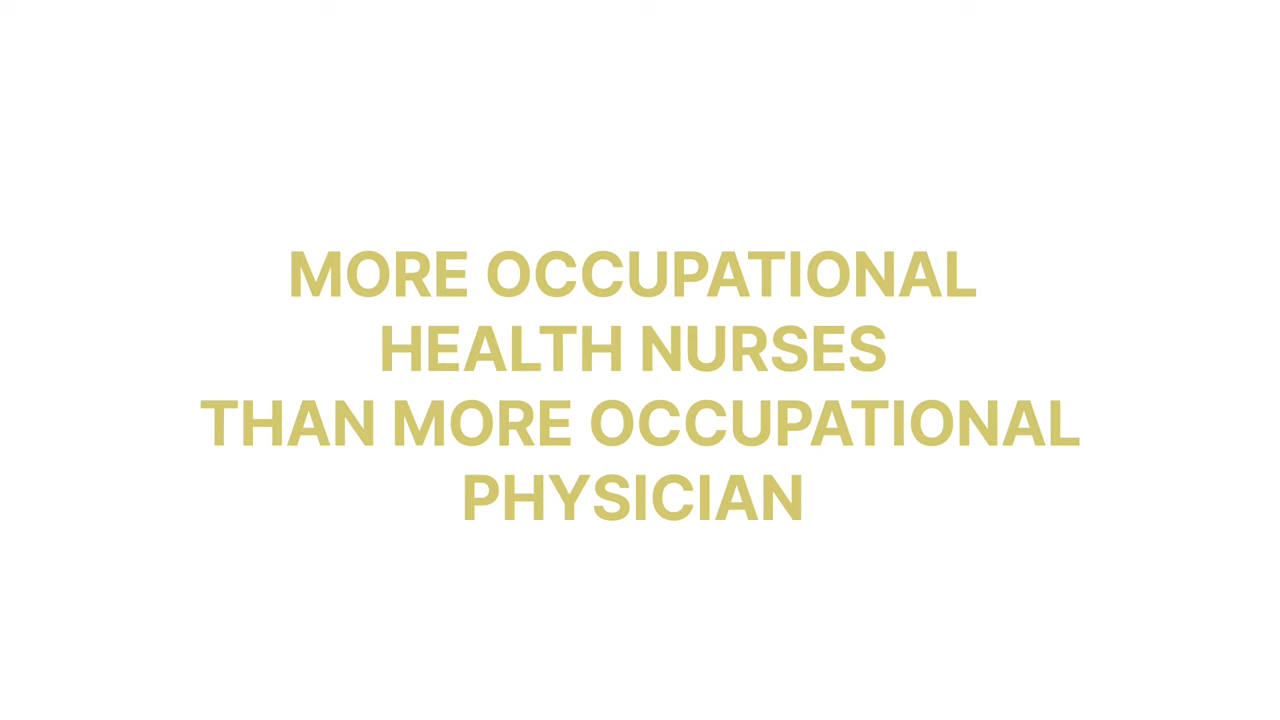 MORE OCCUPATIONAL
HEALTH NURSES
THAN MORE OCCUPATIONAL
PHYSICIAN